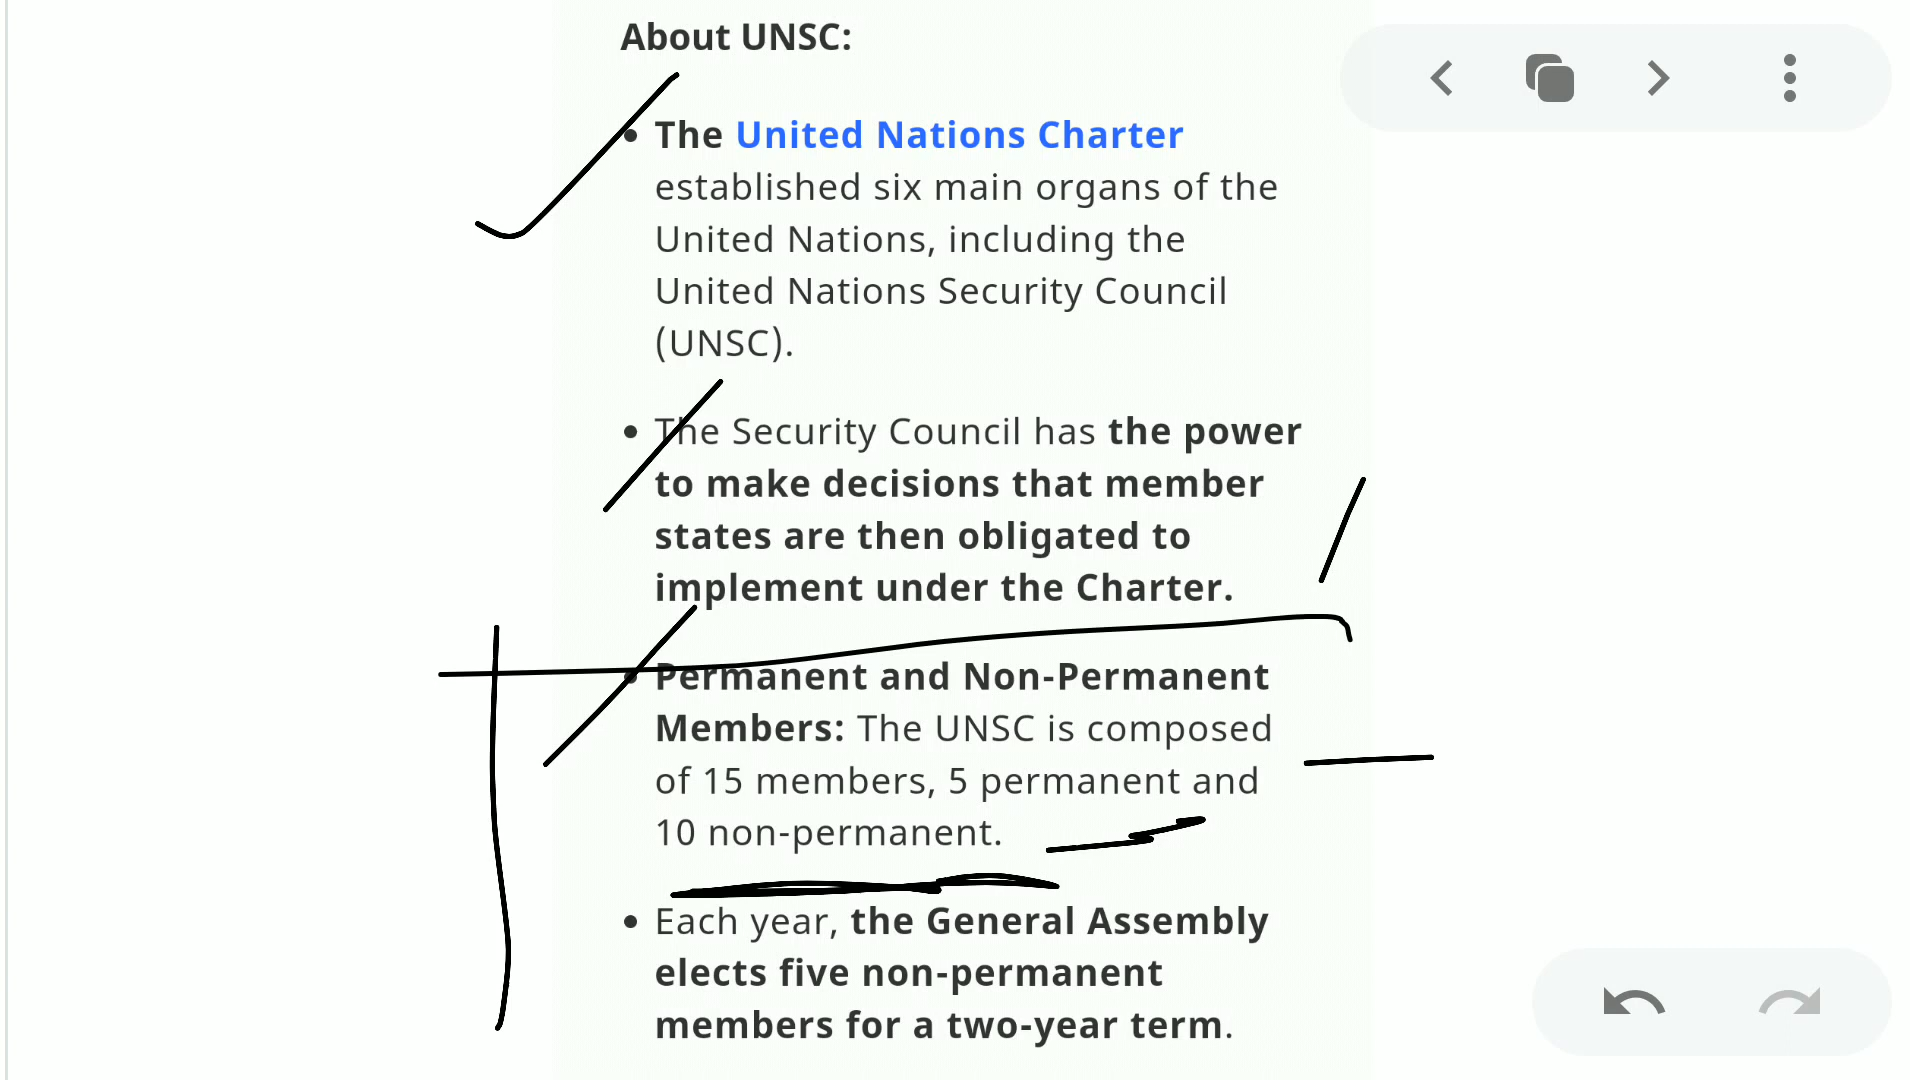 About UNSC:
• The United Nations Charter
established six main organs of the
United Nations, including the
United Nations Security Council
(UNSC).
• The Security Council has the power
to make decisions that member
states are then obligated to
implement under the Charter.
• Permanent and Non-Permanent
Members: The UNSC is composed
of 15 members, 5 permanent and
10 non-permanent.
• Each year, the General Assembly
elects five non-permanent
members for a two-year term.